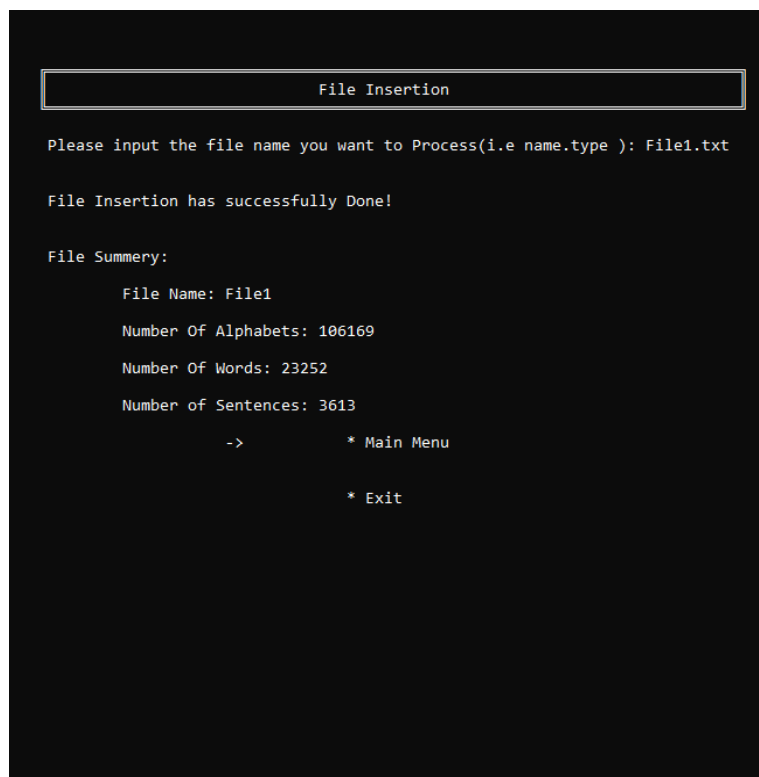 File Insertion
Please input the file name you want to Process(i.e name.type ): File1.txt
File Insertion has successfully Done!
File Summery:
File Name: File1
Number Of Alphabets: 106169
Number Of Words: 23252
Number of Sentences: 3613
-> * Main Menu
* Exit